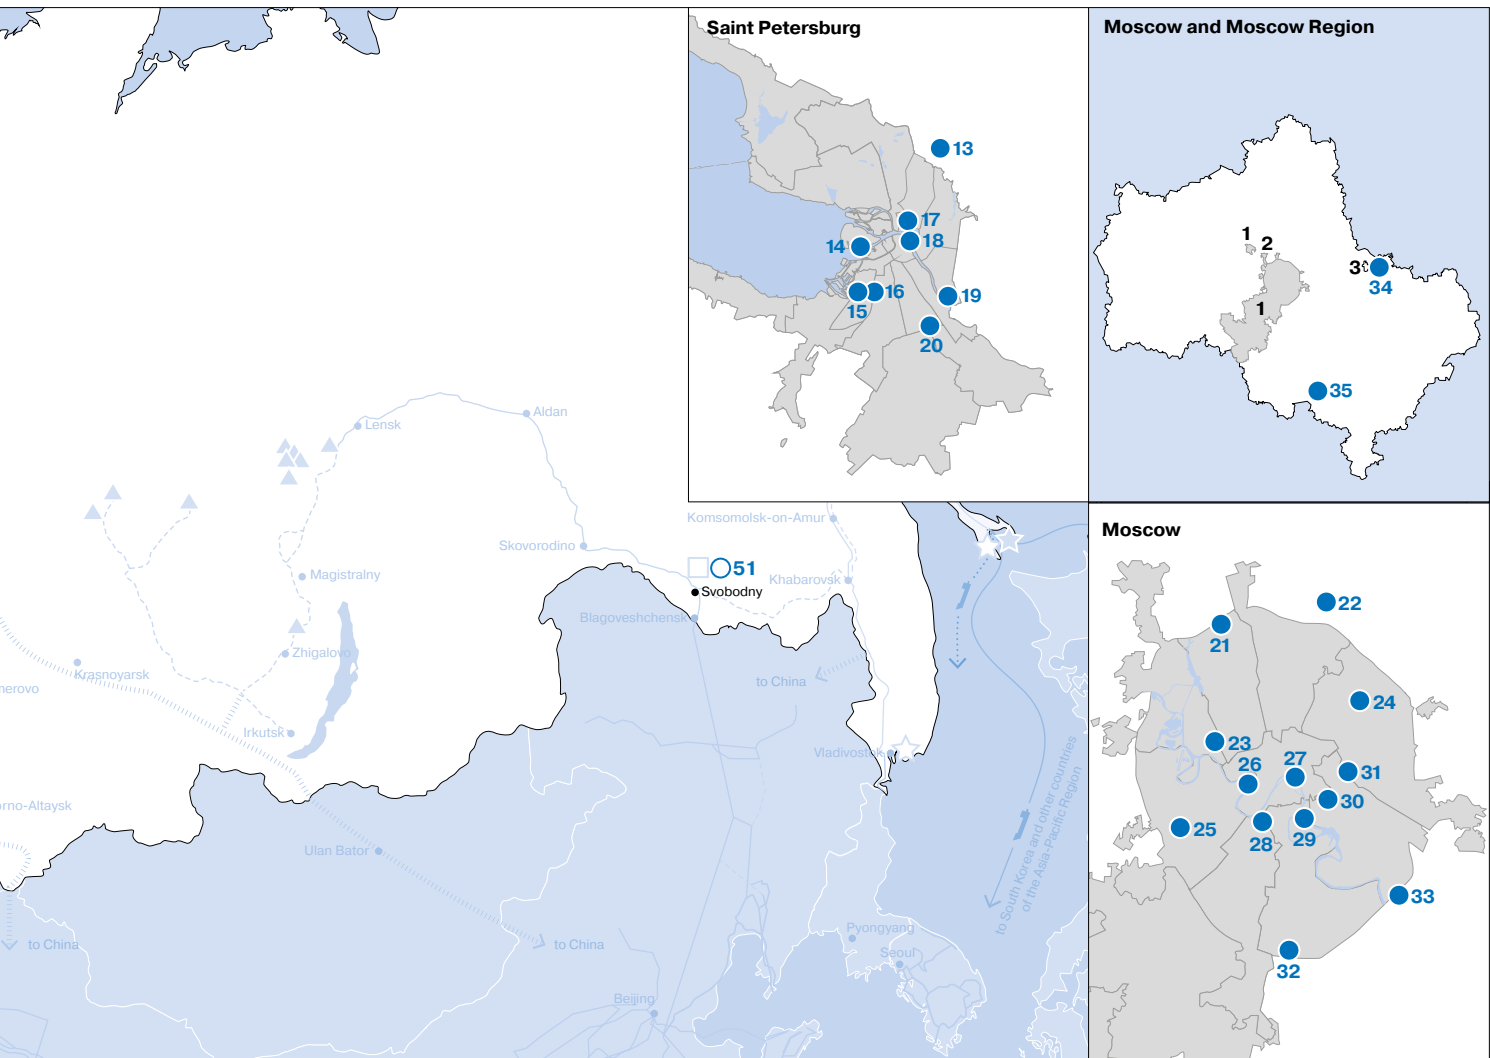 Saint Petersburg
13
17
18
14
16
15
19
20
Moscow and Moscow Region
1
2
3
34
1
35
Moscow
22
21
24
23
26
27
31
30
25
28
29
33
32
Aldan
Lensk
Komsomolsk-on-Amur
Skovorodino
51
Khabarovsk
Svobodny
Magistralny
Blagoveshchensk
Zhigalovo
Krasnoyarsk
merovo
to China
Irkutsk
Vladivostok
orno-Altaysk
Ulan Bator
to South Korea and other countries
of the Asia-Pacific Region
to China
to China
Pyongyang
Seoul
Beijing